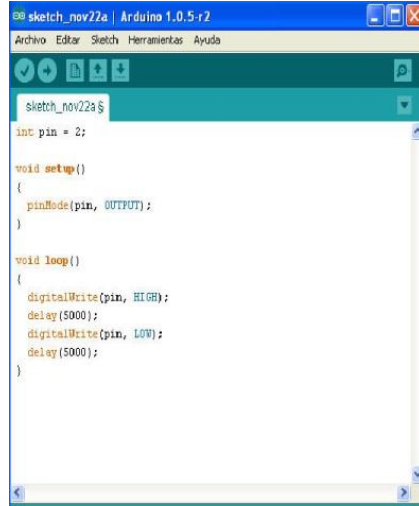 sketch_nov22a | Arduino 1.0.5-r2
Archivo Editar Sketch Herramientas Ayuda
sketch_nov22a §
int pin = 2;
void setup()
{
pinMode(pin, OUTPUT);
}
void loop()
{
digitalWrite(pin, HIGH);
delay(5000);
digitalWrite(pin, LOW);
delay(5000);
}